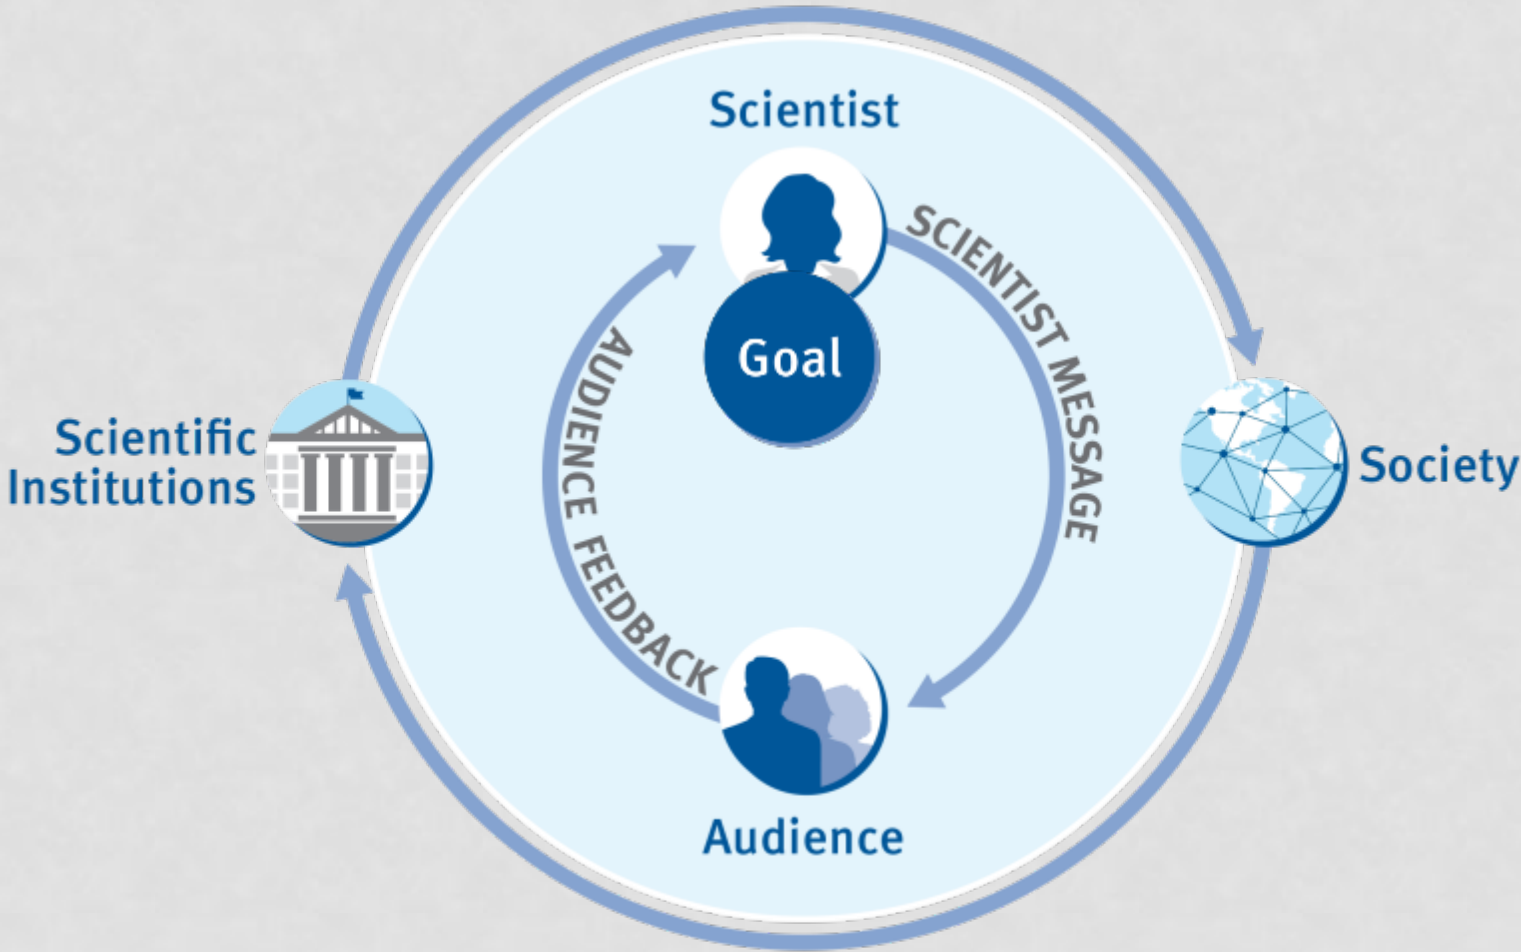 Scientist
SCIENTIST MESSAGE
Goal
AUDIENCE FEEDBACK
Scientific
Institutions
Society
Audience